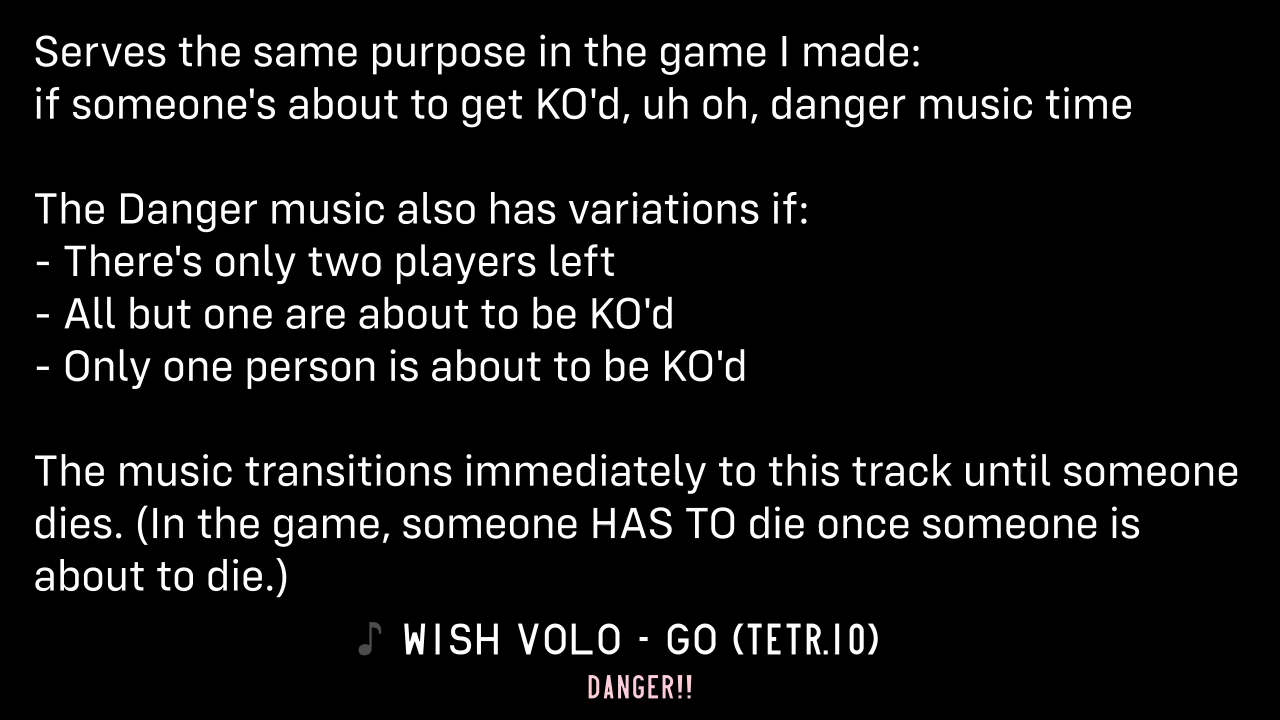 Serves the same purpose in the game I made:
if someone's about to get KO'd, uh oh, danger music time
The Danger music also has variations if:
- There's only two players left
- All but one are about to be KO'd
- Only one person is about to be KO'd
The music transitions immediately to this track until someone
dies. (In the game, someone HAS TO die once someone is
about to die.)
♪ WISH VOLO - GO (TETR.IO)
DANGER!!